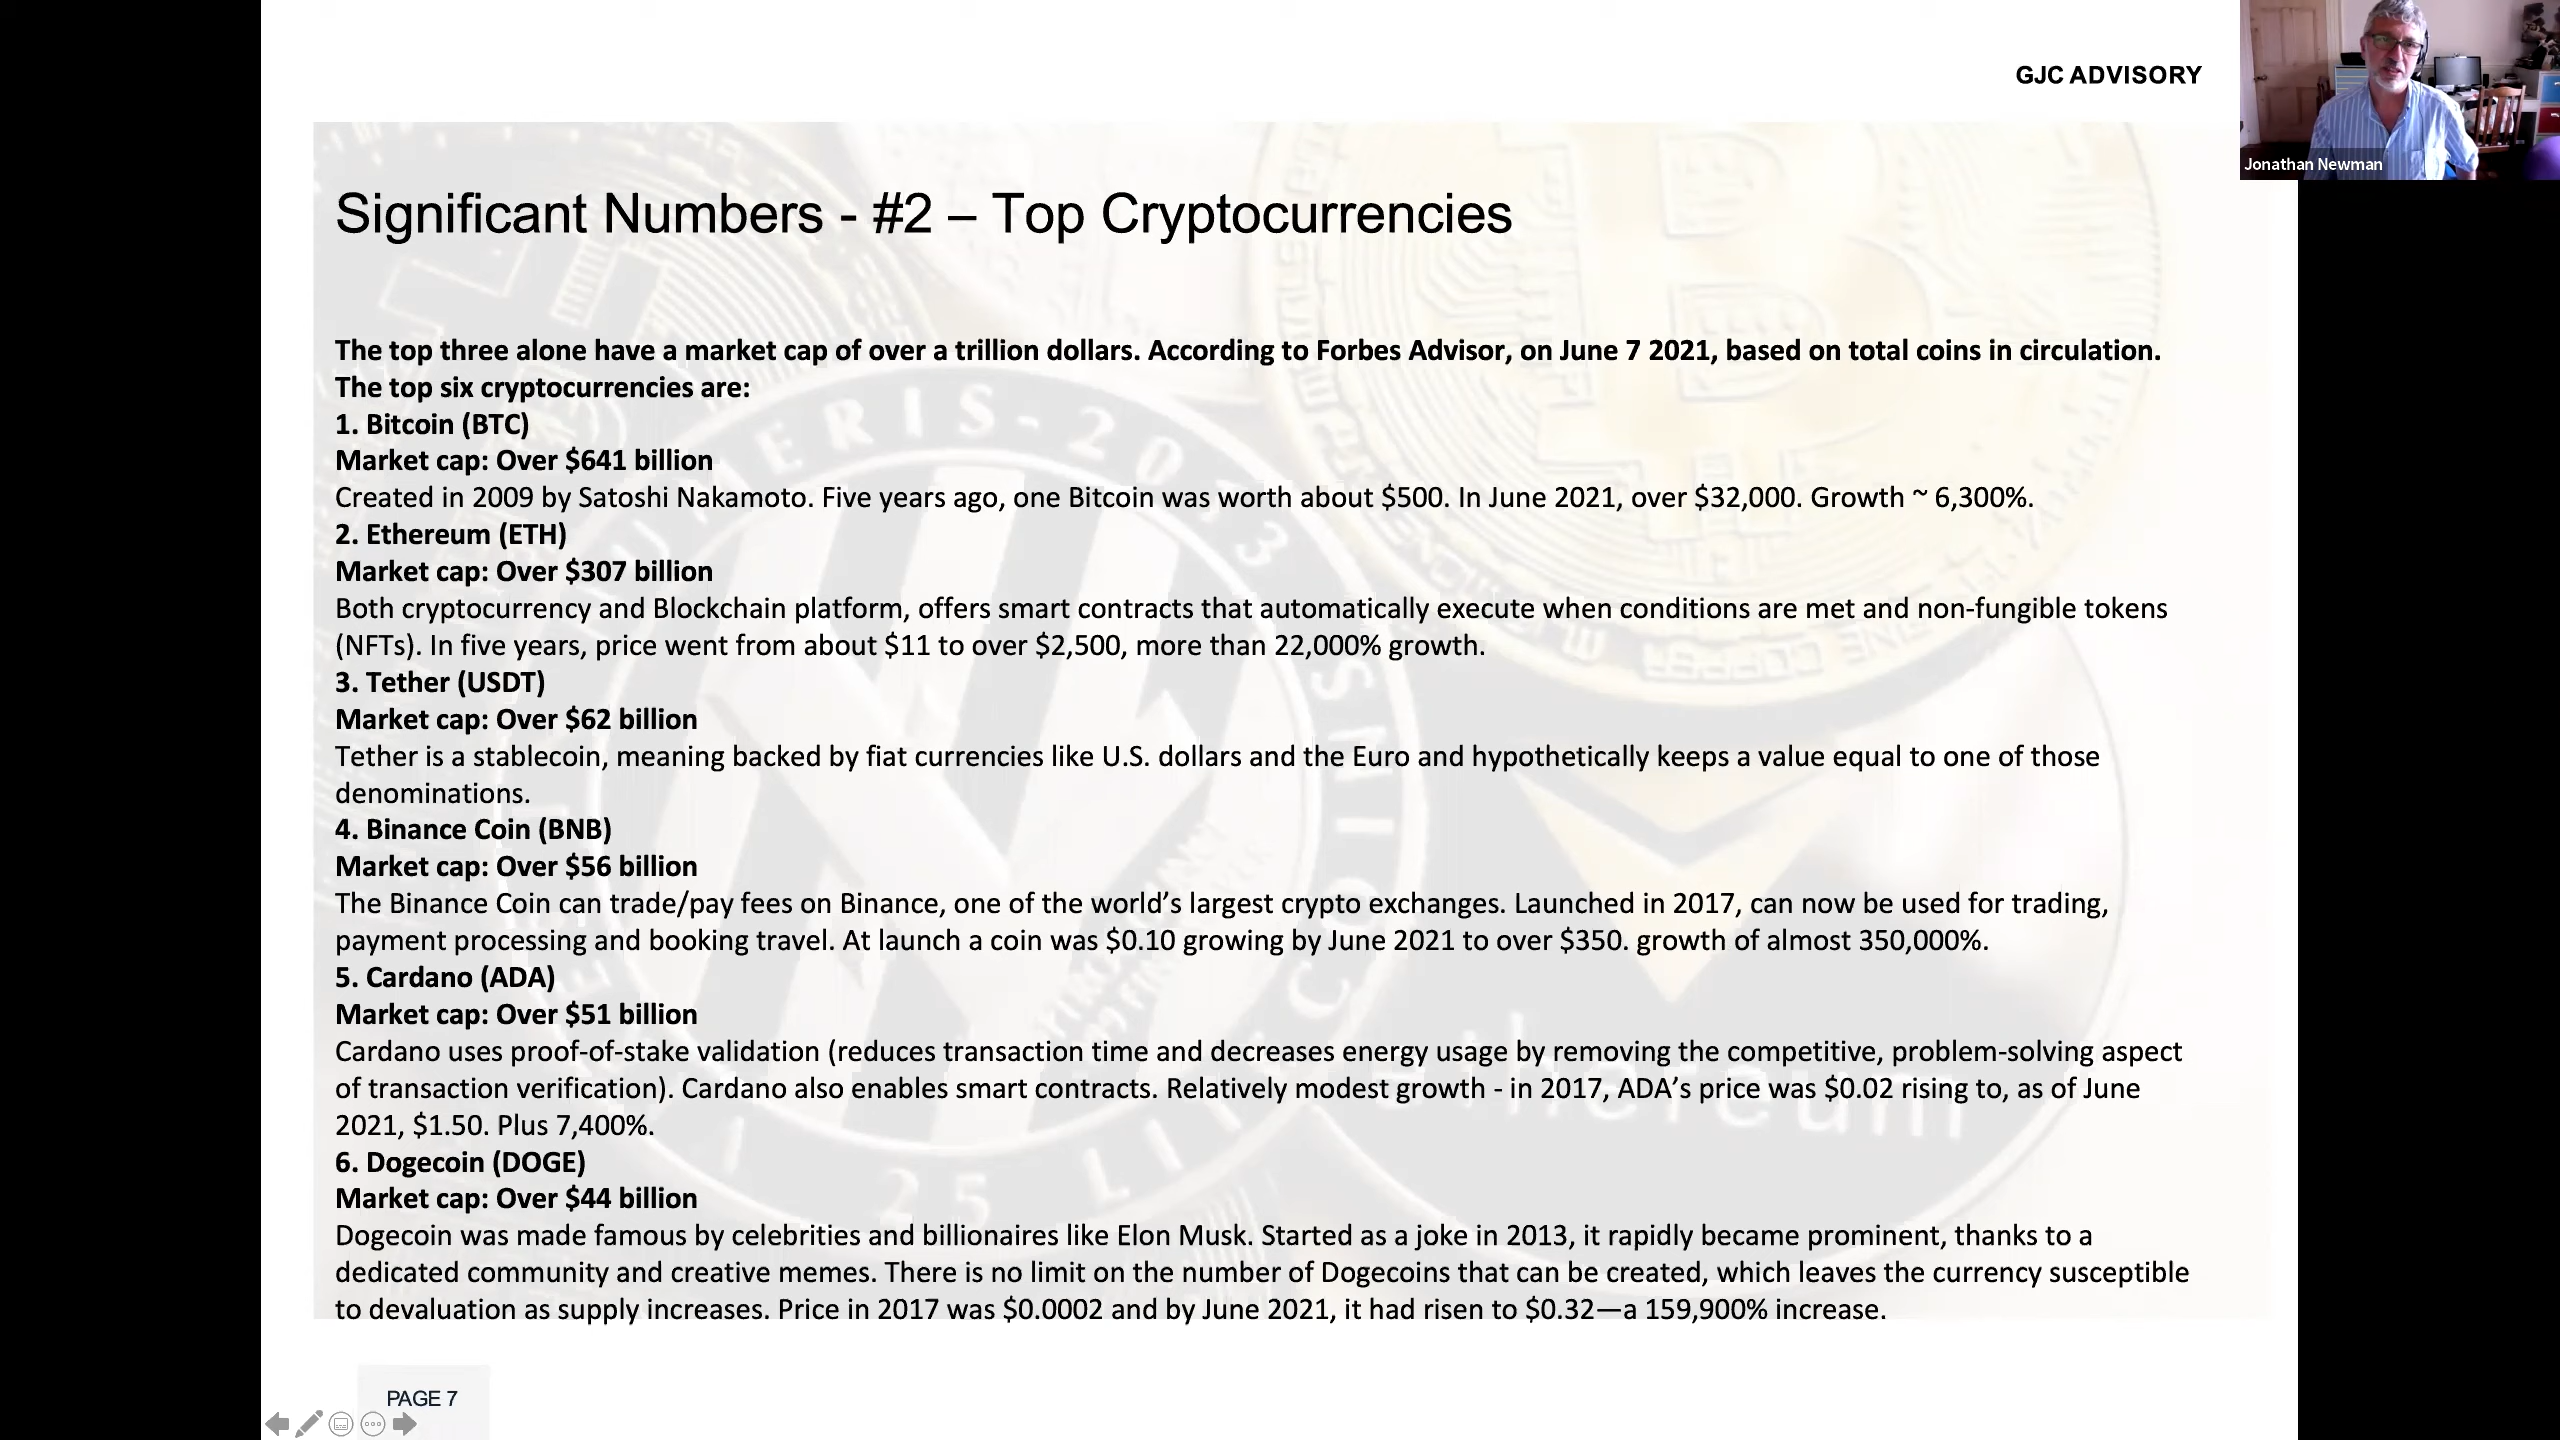 GJC ADVISORY
Jonathan Newman
Significant Numbers - #2 – Top Cryptocurrencies
The top three alone have a market cap of over a trillion dollars. According to Forbes Advisor, on June 7 2021, based on total coins in circulation.
The top six cryptocurrencies are:
1. Bitcoin (BTC)
Market cap: Over $641 billion
Created in 2009 by Satoshi Nakamoto. Five years ago, one Bitcoin was worth about $500. In June 2021, over $32,000. Growth ~ 6,300%.
2. Ethereum (ETH)
Market cap: Over $307 billion
Both cryptocurrency and Blockchain platform, offers smart contracts that automatically execute when conditions are met and non-fungible tokens
(NFTs). In five years, price went from about $11 to over $2,500, more than 22,000% growth.
3. Tether (USDT)
Market cap: Over $62 billion
Tether is a stablecoin, meaning backed by fiat currencies like U.S. dollars and the Euro and hypothetically keeps a value equal to one of those
denominations.
4. Binance Coin (BNB)
Market cap: Over $56 billion
The Binance Coin can trade/pay fees on Binance, one of the world’s largest crypto exchanges. Launched in 2017, can now be used for trading,
payment processing and booking travel. At launch a coin was $0.10 growing by June 2021 to over $350. growth of almost 350,000%.
5. Cardano (ADA)
Market cap: Over $51 billion
Cardano uses proof-of-stake validation (reduces transaction time and decreases energy usage by removing the competitive, problem-solving aspect
of transaction verification). Cardano also enables smart contracts. Relatively modest growth - in 2017, ADA’s price was $0.02 rising to, as of June
2021, $1.50. Plus 7,400%.
6. Dogecoin (DOGE)
Market cap: Over $44 billion
Dogecoin was made famous by celebrities and billionaires like Elon Musk. Started as a joke in 2013, it rapidly became prominent, thanks to a
dedicated community and creative memes. There is no limit on the number of Dogecoins that can be created, which leaves the currency susceptible
to devaluation as supply increases. Price in 2017 was $0.0002 and by June 2021, it had risen to $0.32—a 159,900% increase.
PAGE 7